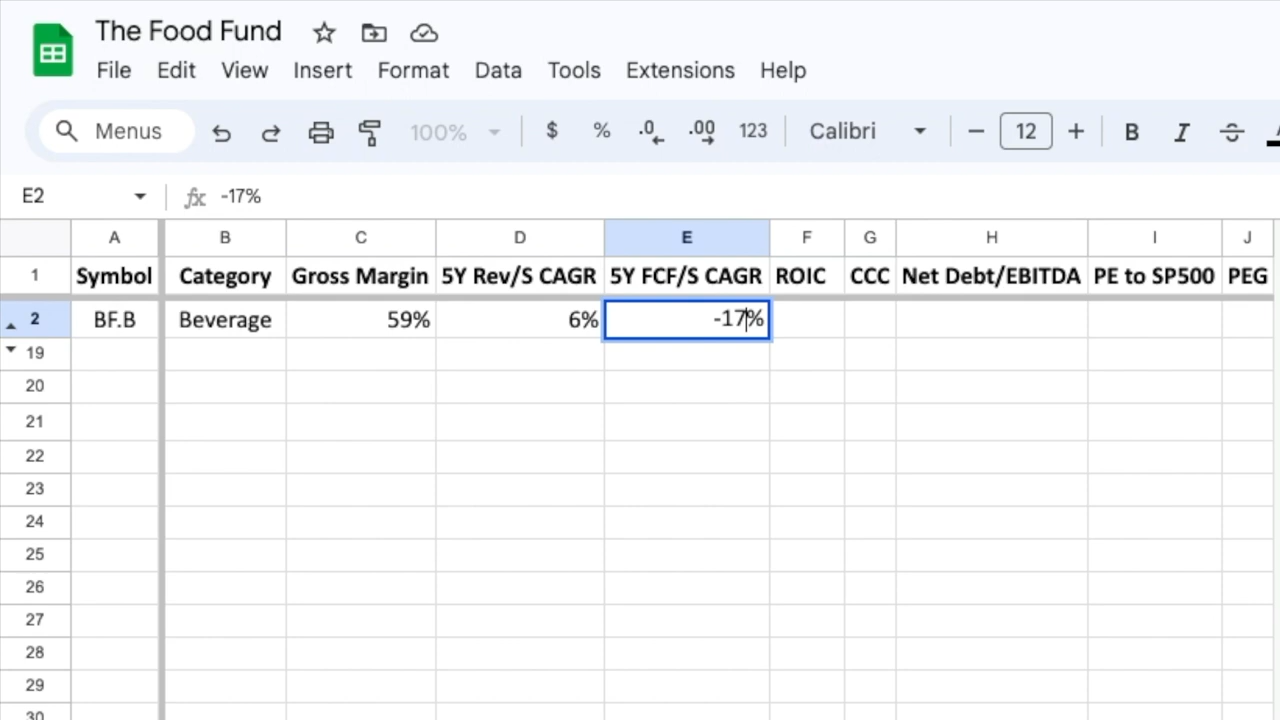 The Food Fund
File Edit View Insert Format Data Tools Extensions Help
Menus 100% $ % .0 .00 123 Calibri 12 B I S A
E2 fx -17%
A B C D E F G H I J
1 Symbol Category Gross Margin 5Y Rev/S CAGR 5Y FCF/S CAGR ROIC CCC Net Debt/EBITDA PE to SP500 PEG
2 BF.B Beverage 59% 6% -17%
19
20
21
22
23
24
25
26
27
28
29
30